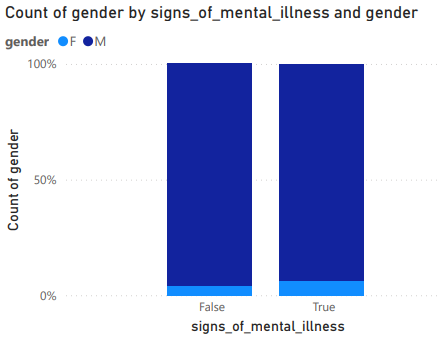 Count of gender by signs_of_mental_illness and gender
gender F M
100%
50%
0%
Count of gender
False True
signs_of_mental_illness